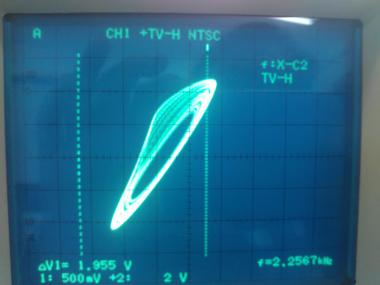 A CH1 +TV-H NTSC
f:X-C2
TV-H
ΔV1= 1.955 V
1: 500mV +2: 2 V f=2.2567kHz